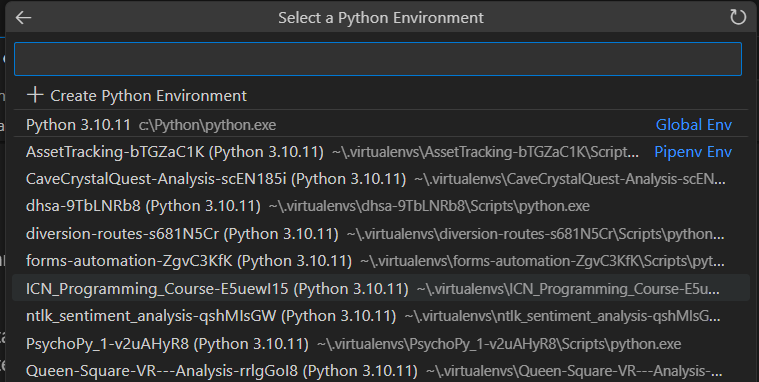 Select a Python Environment
Create Python Environment
Python 3.10.11 c:\Python\python.exe Global Env
AssetTracking-bTGZaC1K (Python 3.10.11) ~\.virtualenvs\AssetTracking-bTGZaC1K\Script... Pipenv Env
CaveCrystalQuest-Analysis-scEN185i (Python 3.10.11) ~\.virtualenvs\CaveCrystalQuest-Analysis-scEN...
dhsa-9TbLNRb8 (Python 3.10.11) ~\.virtualenvs\dhsa-9TbLNRb8\Scripts\python.exe
diversion-routes-s681N5Cr (Python 3.10.11) ~\.virtualenvs\diversion-routes-s681N5Cr\Scripts\python...
forms-automation-ZgvC3KfK (Python 3.10.11) ~\.virtualenvs\forms-automation-ZgvC3KfK\Scripts\pyt...
ICN_Programming_Course-E5uewI15 (Python 3.10.11) ~\.virtualenvs\ICN_Programming_Course-E5u...
ntlk_sentiment_analysis-qshMIsGW (Python 3.10.11) ~\.virtualenvs\ntlk_sentiment_analysis-qshMIsG...
PsychoPy_1-v2uAHyR8 (Python 3.10.11) ~\.virtualenvs\PsychoPy_1-v2uAHyR8\Scripts\python.exe
Queen-Square-VR---Analysis-rrlgGoI8 (Python 3.10.11) ~\.virtualenvs\Queen-Square-VR---Analysis-...